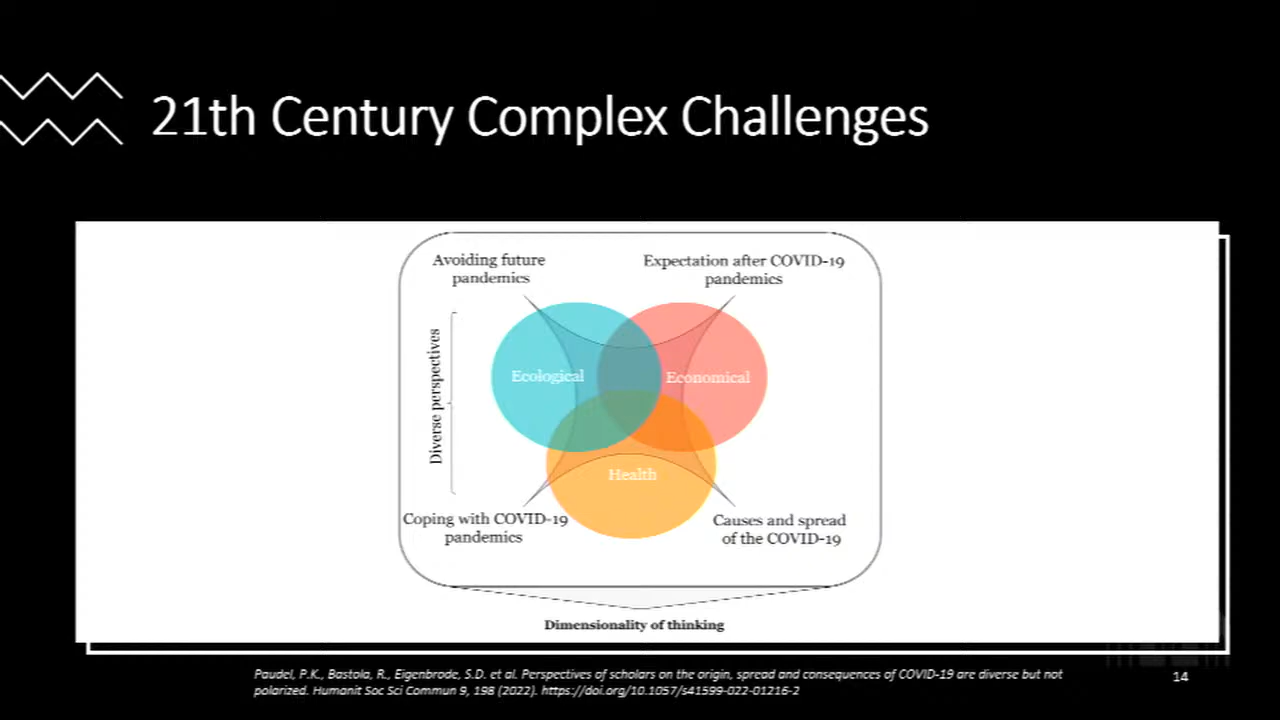 21th Century Complex Challenges
Avoiding future
pandemics
Expectation after COVID-19
pandemics
Diverse perspectives
Ecological
Economical
Health
Coping with COVID-19
pandemics
Causes and spread
of the COVID-19
Dimensionality of thinking
Paudel, P.K., Bastola, R., Eigenbrode, S.D. et al. Perspectives of scholars on the origin, spread and consequences of COVID-19 are diverse but not
polarized. Humanit Soc Sci Commun 9, 198 (2022). https://doi.org/10.1057/s41599-022-01216-2
14